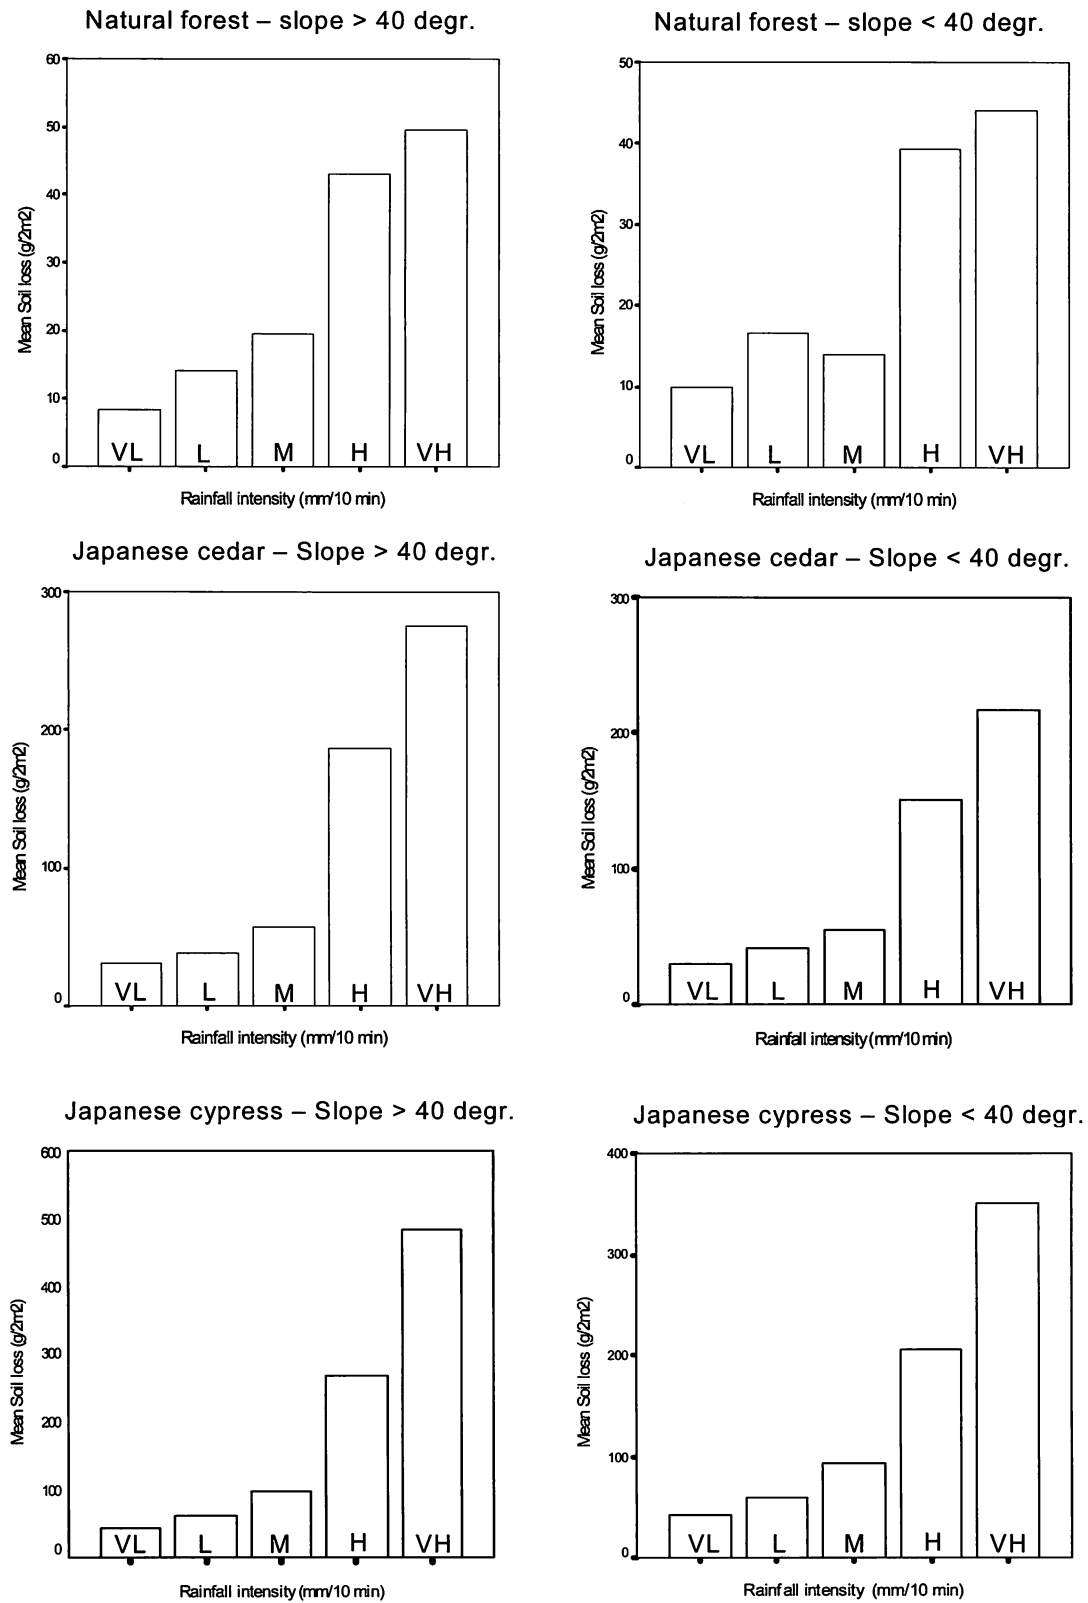 Natural forest – slope > 40 degr.
60
50
40
30
20
10
0
Mean Soil loss (g/2m2)
VL L M H VH
Rainfall intensity (mm/10 min)
Natural forest – slope < 40 degr.
50
40
30
20
10
0
Mean Soil loss (g/2m2)
VL L M H VH
Rainfall intensity (mm/10 min)
Japanese cedar – Slope > 40 degr.
300
200
100
0
Mean Soil loss (g/2m2)
VL L M H VH
Rainfall intensity (mm/10 min)
Japanese cedar – Slope < 40 degr.
300
200
100
0
Mean Soil loss (g/2m2)
VL L M H VH
Rainfall intensity (mm/10 min)
Japanese cypress – Slope > 40 degr.
600
500
400
300
200
100
0
Mean Soil loss (g/2m2)
VL L M H VH
Rainfall intensity (mm/10 min)
Japanese cypress – Slope < 40 degr.
400
300
200
100
0
Mean Soil loss (g/2m2)
VL L M H VH
Rainfall intensity (mm/10 min)